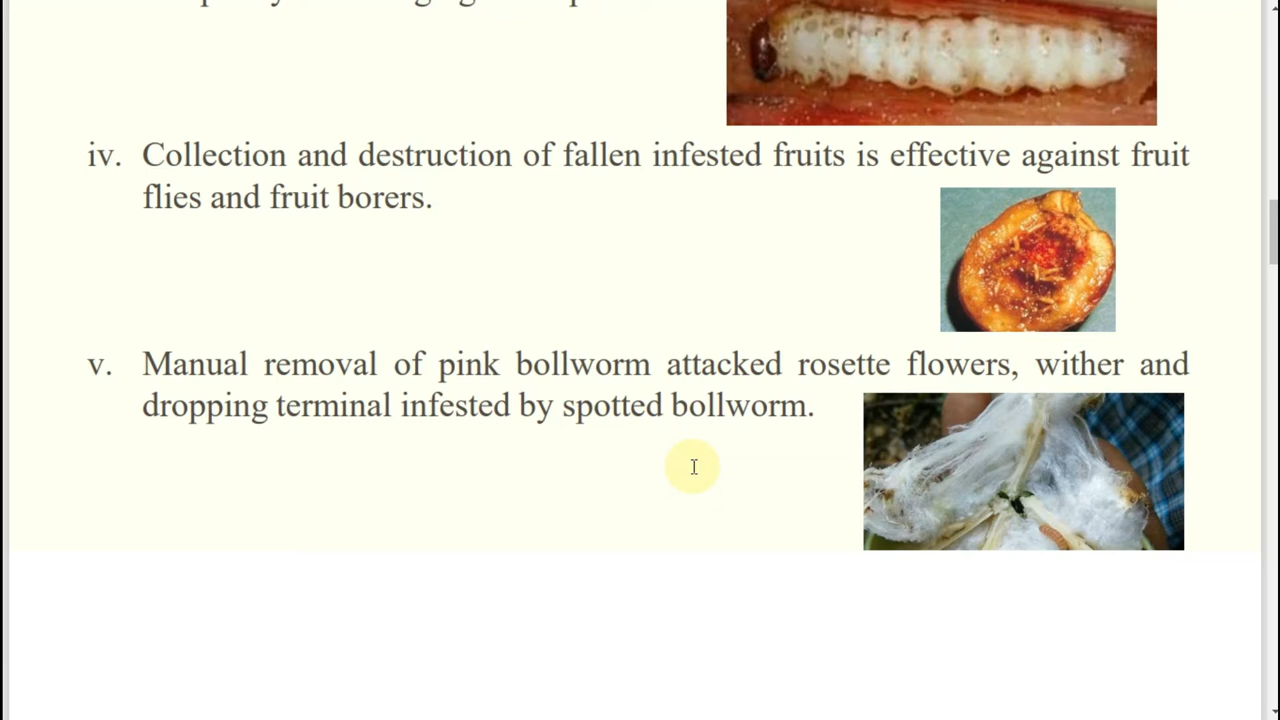 iv. Collection and destruction of fallen infested fruits is effective against fruit
flies and fruit borers.
v. Manual removal of pink bollworm attacked rosette flowers, wither and
dropping terminal infested by spotted bollworm.